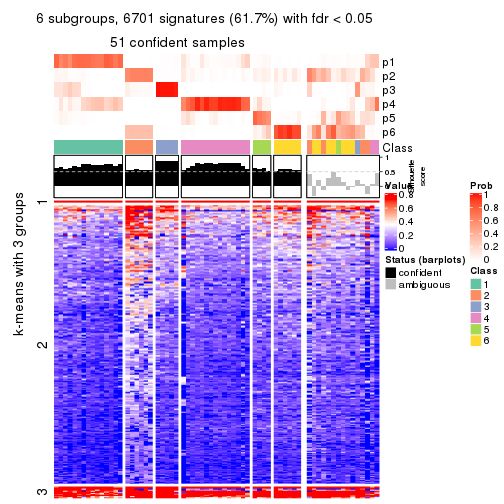 6 subgroups, 6701 signatures (61.7%) with fdr < 0.05
51 confident samples
p1
p2
p3
p4
p5
p6
Class
1
0.5
0
silhouette
score
k-means with 3 groups
1
2
3
Value
0.8
0.6
0.4
0.2
0
Status (barplots)
confident
ambiguous
Prob
1
0.8
0.6
0.4
0.2
0
Class
1
2
3
4
5
6